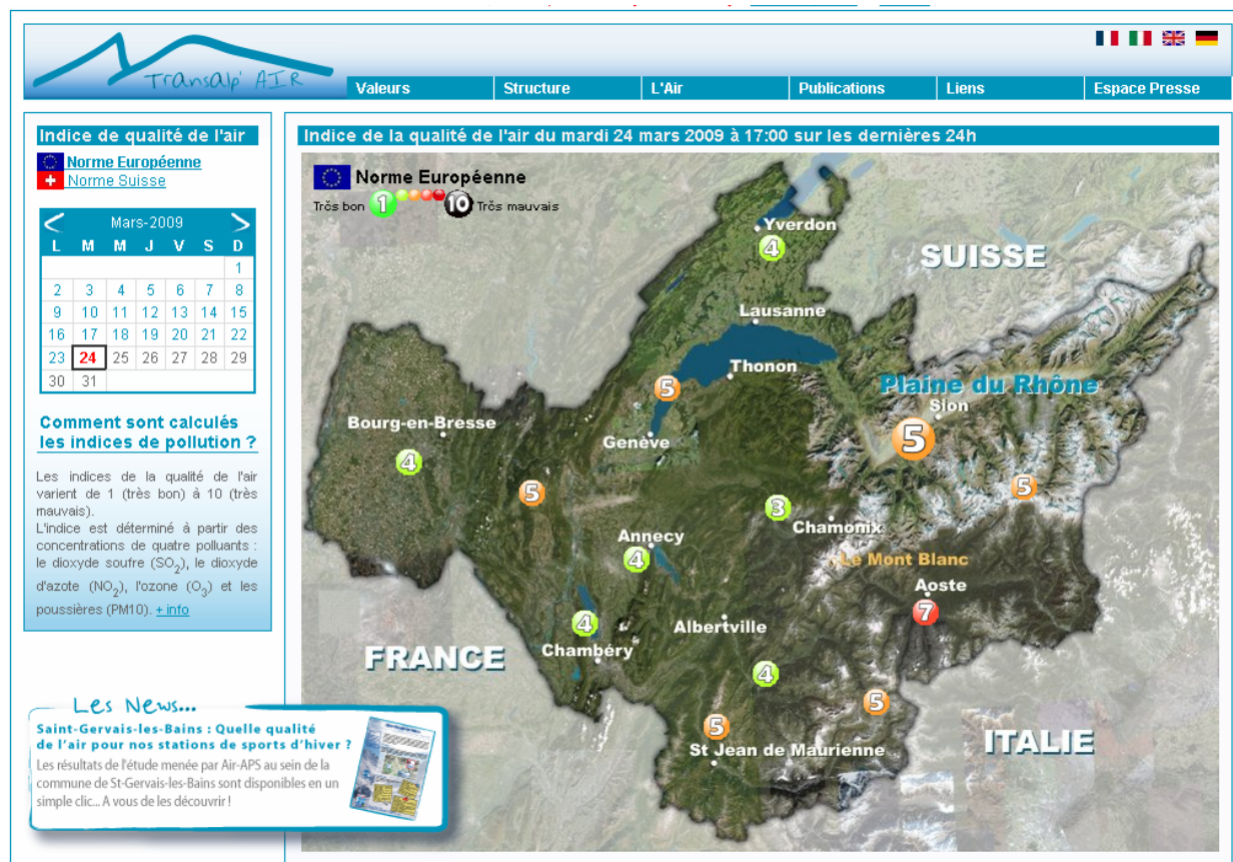 Transalp' AIR
Valeurs
Structure
L'Air
Publications
Liens
Espace Presse
Indice de qualité de l'air
Norme Européenne
Norme Suisse
Mars-2009
L M M J V S D
1
2 3 4 5 6 7 8
9 10 11 12 13 14 15
16 17 18 19 20 21 22
23 24 25 26 27 28 29
30 31
Comment sont calculés
les indices de pollution ?
Les indices de la qualité de l'air
varient de 1 (très bon) à 10 (très
mauvais).
L'indice est déterminé à partir des
concentrations de quatre polluants :
le dioxyde soufre (SO2), le dioxyde
d'azote (NO2), l'ozone (O3) et les
poussières (PM10). + info
Les News...
Saint-Gervais-les-Bains : Quelle qualité
de l'air pour nos stations de sports d'hiver ?
Les résultats de l'étude menée par Air-APS au sein de la
commune de St-Gervais-les-Bains sont disponibles en un
simple clic... A vous de les découvrir !
Indice de la qualité de l'air du mardi 24 mars 2009 à 17:00 sur les dernières 24h
Norme Européenne
Très bon 1 10 Très mauvais
Yverdon
4
SUISSE
Lausanne
Thonon
5
Plaine du Rhône
Sion
5
Bourg-en-Bresse
Genève
4
5
5
3
Chamonix
Annecy
4
Le Mont Blanc
Aoste
7
4
Albertville
Chambéry
FRANCE
4
5
5
St Jean de Maurienne
ITALIE